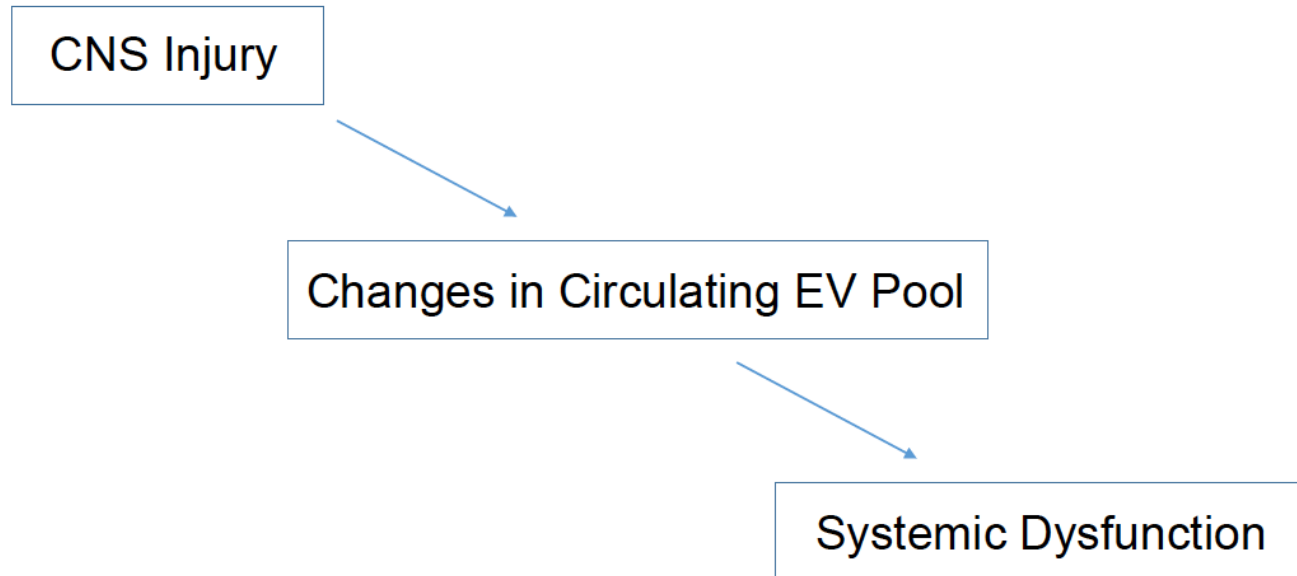 CNS Injury
Changes in Circulating EV Pool
Systemic Dysfunction